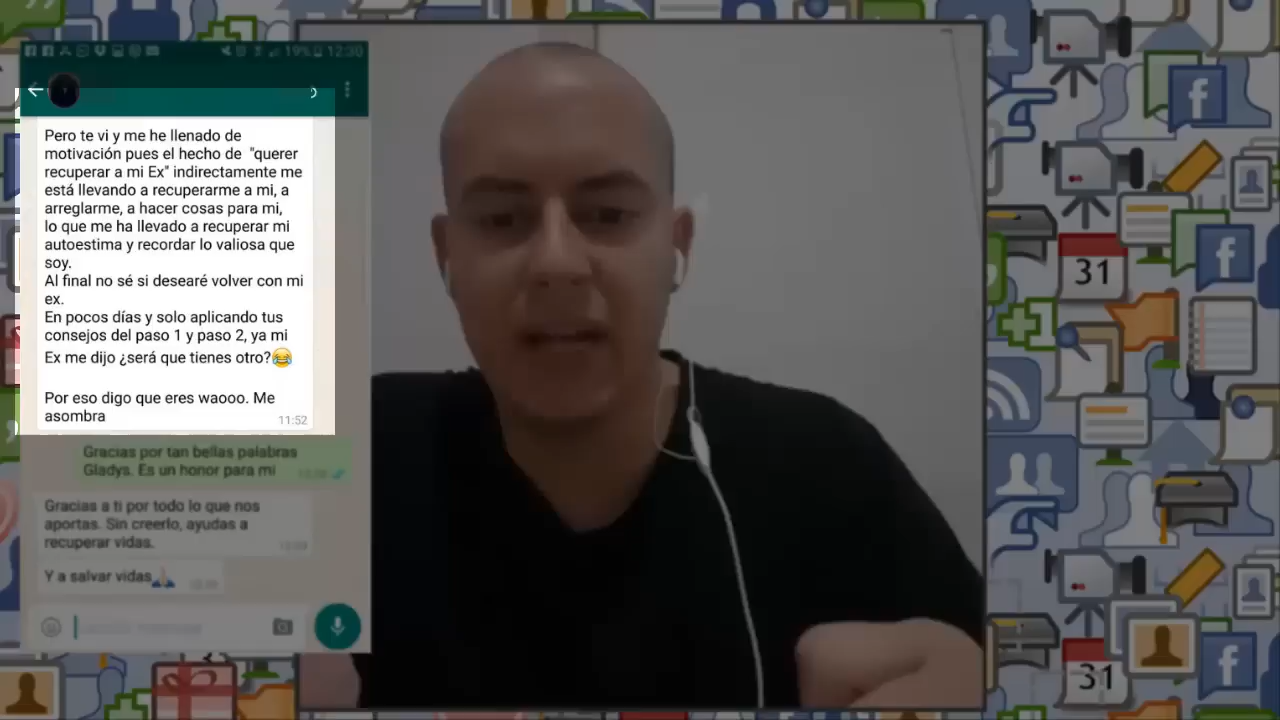 19% 12:30
Pero te vi y me he llenado de
motivación pues el hecho de "querer
recuperar a mi Ex" indirectamente me
está llevando a recuperarme a mi, a
arreglarme, a hacer cosas para mi,
lo que me ha llevado a recuperar mi
autoestima y recordar lo valiosa que
soy.
Al final no sé si desearé volver con mi
ex.
En pocos días y solo aplicando tus
consejos del paso 1 y paso 2, ya mi
Ex me dijo ¿será que tienes otro?😂
Por eso digo que eres waooo. Me
asombra
11:52
Gracias por tan bellas palabras
Gladys. Es un honor para mi
Gracias a ti por todo lo que nos
aportas. Sin creerlo, ayudas a
recuperar vidas.
Y a salvar vidas🙏
31
31